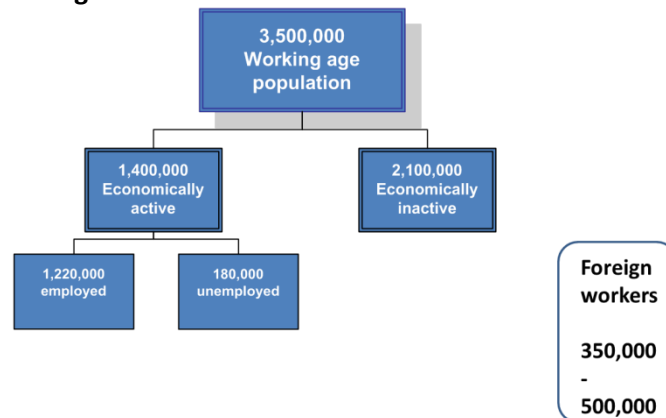 3,500,000
Working age
population
1,400,000
Economically
active
2,100,000
Economically
inactive
1,220,000
employed
180,000
unemployed
Foreign
workers
350,000
-
500,000